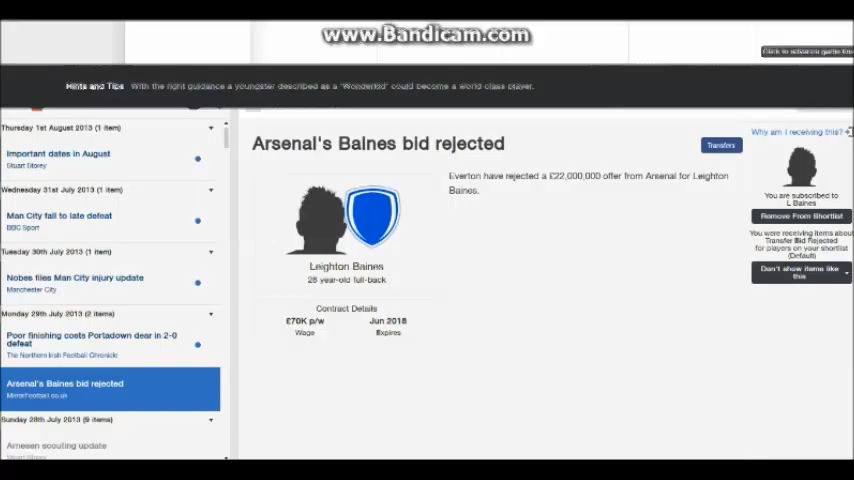 www.Bandicam.com
Click to advance game
Hints and Tips With the right guidance a youngster described as a 'Wonderkid' could become a world class player.
Thursday 1st August 2013 (1 item)
Important dates in August
Stuart Storey
Wednesday 31st July 2013 (1 item)
Man City fall to late defeat
BBC Sport
Tuesday 30th July 2013 (1 item)
Nobes files Man City injury update
Manchester City
Monday 29th July 2013 (2 items)
Poor finishing costs Portadown dear in 2-0
defeat
The Northern Irish Football Chronicle
Arsenal's Baines bid rejected
MirrorFootball.co.uk
Sunday 28th July 2013 (9 items)
Arnesen scouting update
Arsenal's Baines bid rejected
Transfers
Everton have rejected a £22,000,000 offer from Arsenal for Leighton
Baines.
Leighton Baines
28 year-old full-back
Contract Details
£70K p/w Jun 2018
Wage Expires
Why am I receiving this?
You are subscribed to
L Baines
Remove From Shortlist
You were receiving items about
Transfer Bid Rejected
for players on your shortlist
(Default)
Don't show items like
this